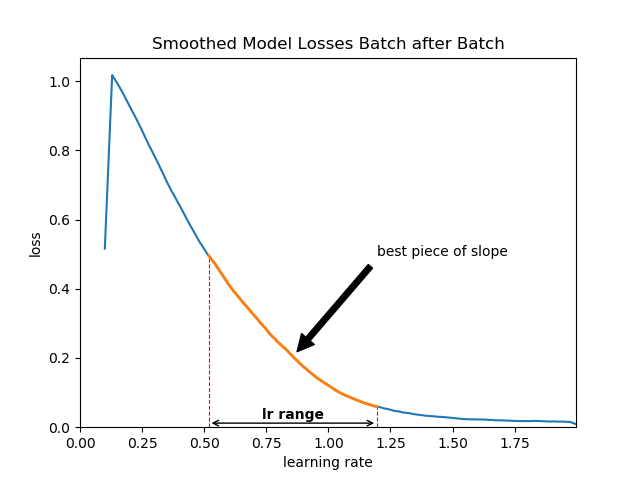 Smoothed Model Losses Batch after Batch
1.0
0.8
0.6
0.4
0.2
0.0
loss
best piece of slope
lr range
0.00 0.25 0.50 0.75 1.00 1.25 1.50 1.75
learning rate